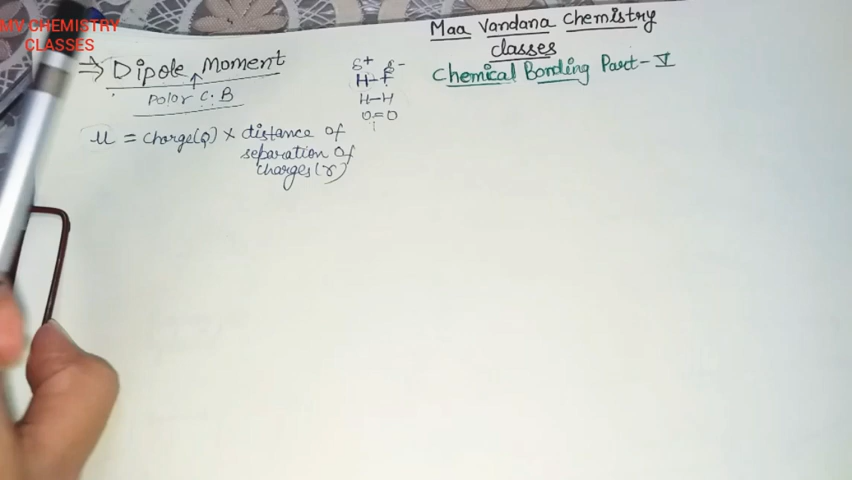 MV CHEMISTRY
CLASSES
Maa Vandana Chemistry
classes
Chemical Bonding Part-V
⇒ Dipole Moment
Polar C.B
δ+ δ-
H-F
H-H
O=O
μ = charge(Q) × distance of
separation of
charges(r)